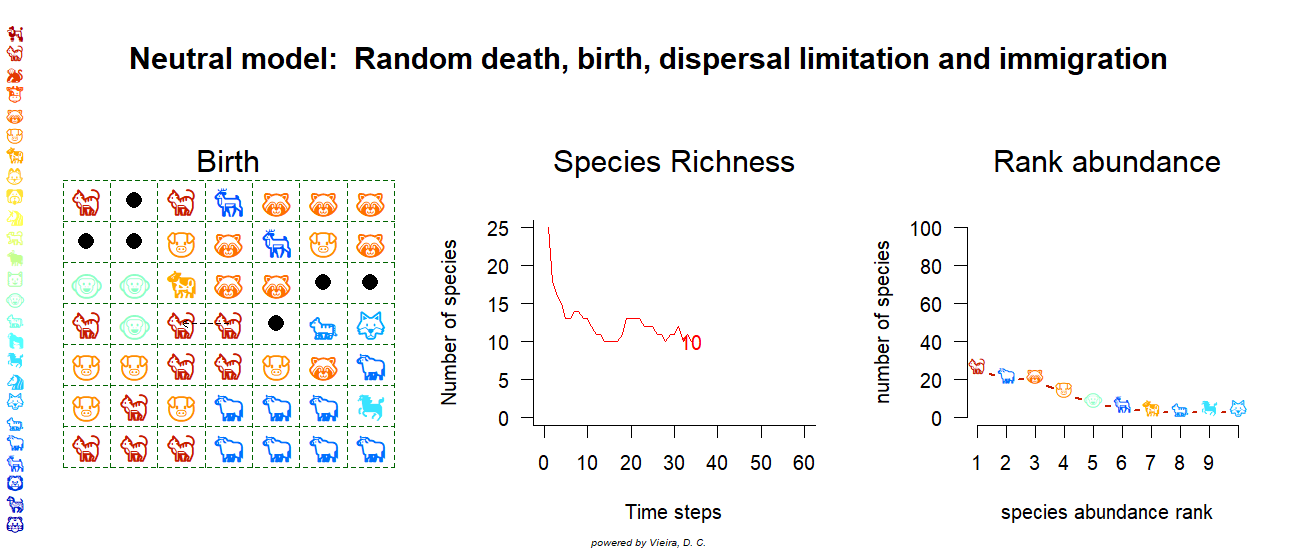 Neutral model:  Random death, birth, dispersal limitation and immigration
Birth
Species Richness
Number of species
25
20
15
10
5
0
10
0 10 20 30 40 50 60
Time steps
Rank abundance
number of species
100
80
60
40
20
0
1 2 3 4 5 6 7 8 9
species abundance rank
powered by Vieira, D. C.